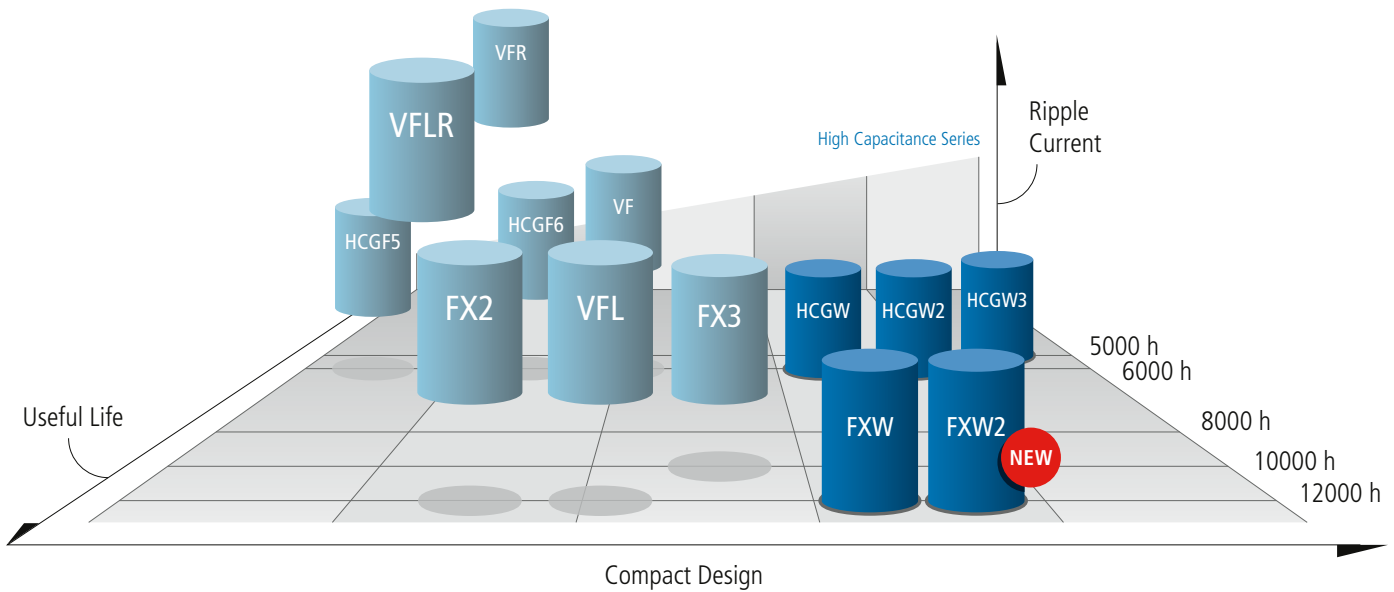 VFR
VFLR
High Capacitance Series
Ripple
Current
HCGF5
HCGF6
VF
FX2
VFL
FX3
HCGW
HCGW2
HCGW3
5000 h
6000 h
8000 h
10000 h
12000 h
FXW
FXW2
NEW
Useful Life
Compact Design